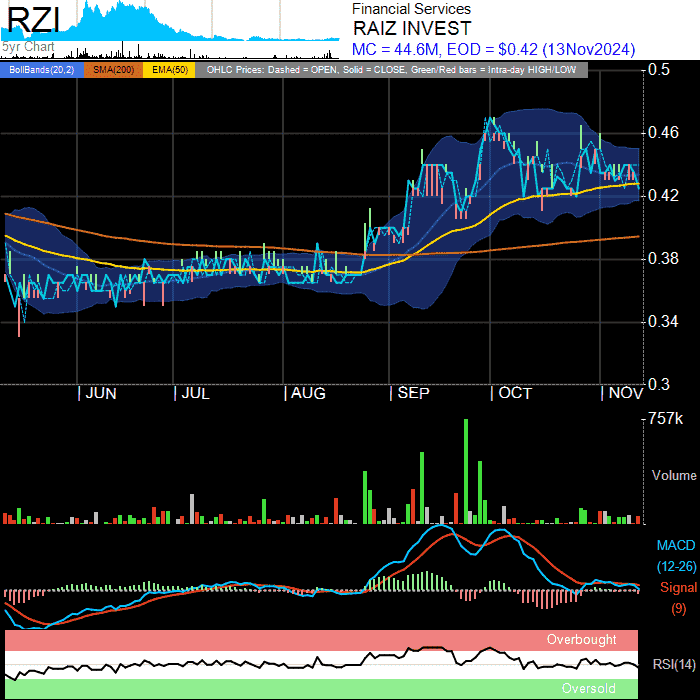 RZI
5yr Chart
Financial Services
RAIZ INVEST
MC = 44.6M, EOD = $0.42 (13Nov2024)
BollBands(20,2) SMA(200) EMA(50) OHLC Prices: Dashed = OPEN, Solid = CLOSE, Green/Red bars = Intra-day HIGH/LOW
0.5
0.46
0.42
0.38
0.34
0.3
JUN JUL AUG SEP OCT NOV
757k
Volume
MACD
(12-26)
Signal
(9)
Overbought
RSI(14)
Oversold